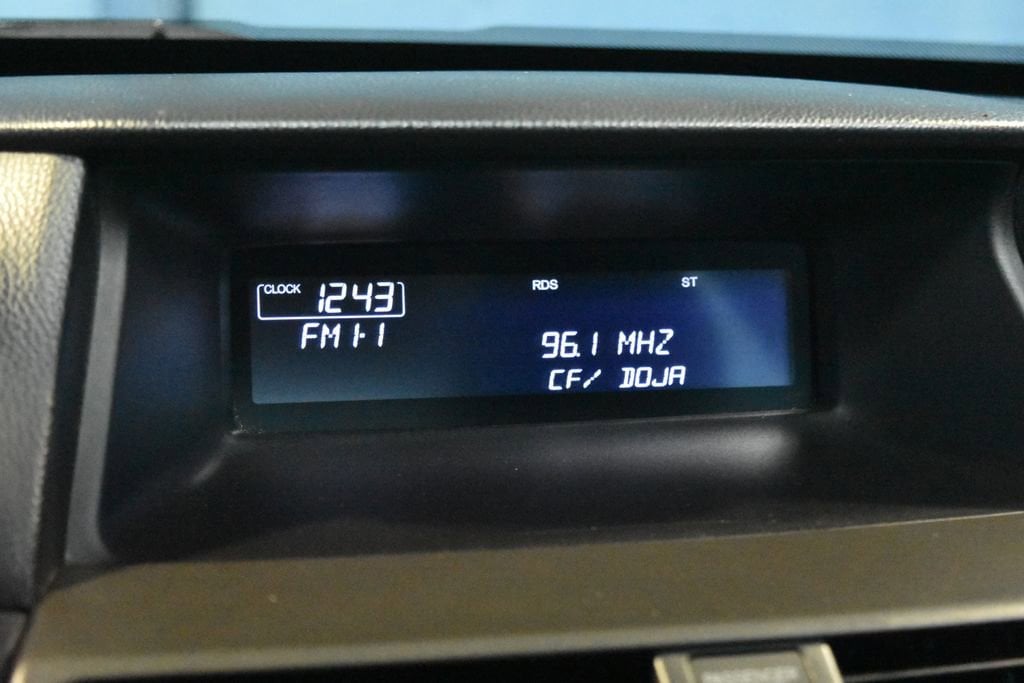 CLOCK 1243 RDS ST
FM1-1 96.1 MHZ
CF/ DOJA